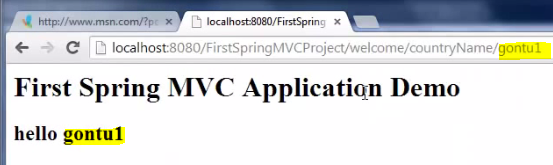 http://www.msn.com/?pc
localhost:8080/FirstSpring
localhost:8080/FirstSpringMVCProject/welcome/countryName/gontu1
First Spring MVC Application Demo
hello gontu1